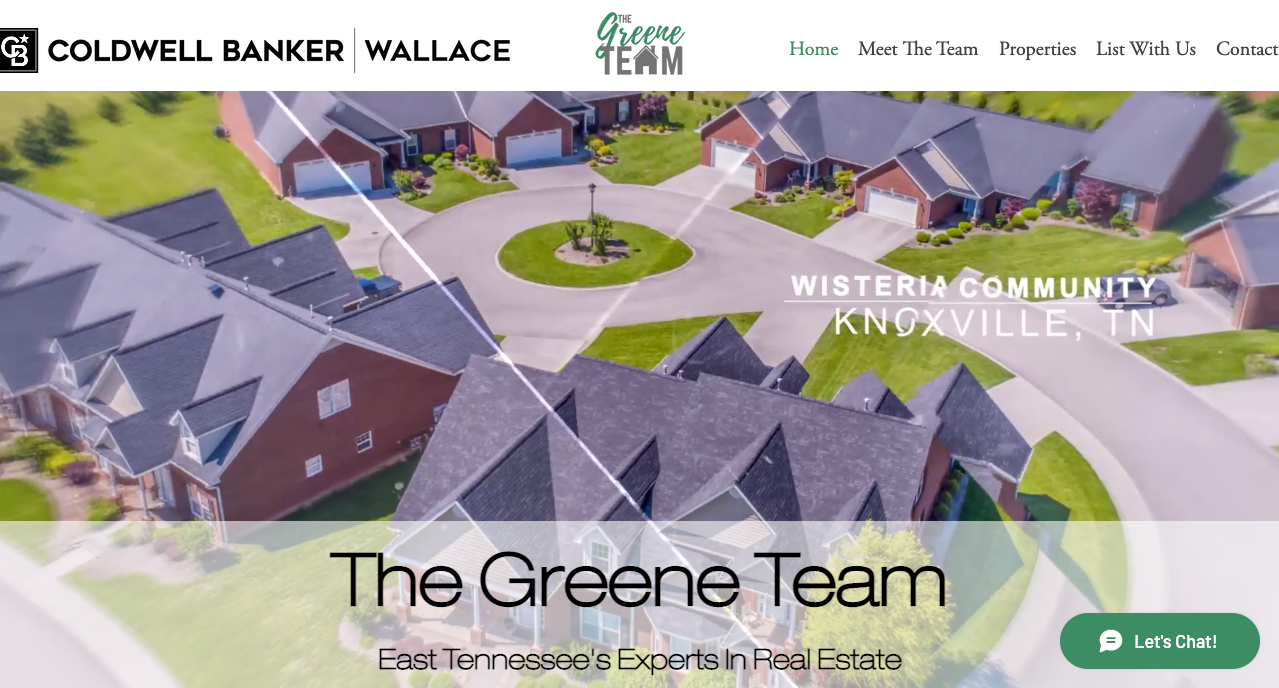 CB COLDWELL BANKER WALLACE
THE
Greene
TEAM
Home Meet The Team Properties List With Us Contact
WISTERIA COMMUNITY
KNOXVILLE, TN
The Greene Team
East Tennessee's Experts In Real Estate
Let's Chat!